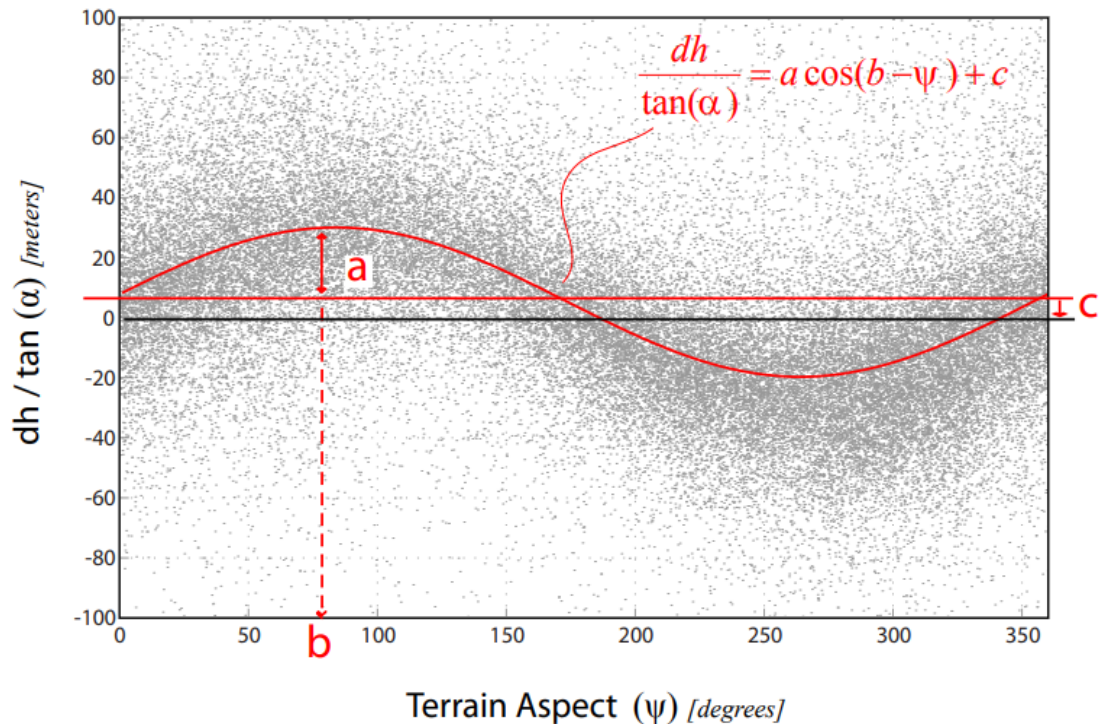 100
80
60
40
20
0
-20
-40
-60
-80
-100
dh / tan (α) [meters]
dh
tan(α)
= a cos(b − ψ) + c
a
c
b
0
50
100
150
200
250
300
350
Terrain Aspect (ψ) [degrees]